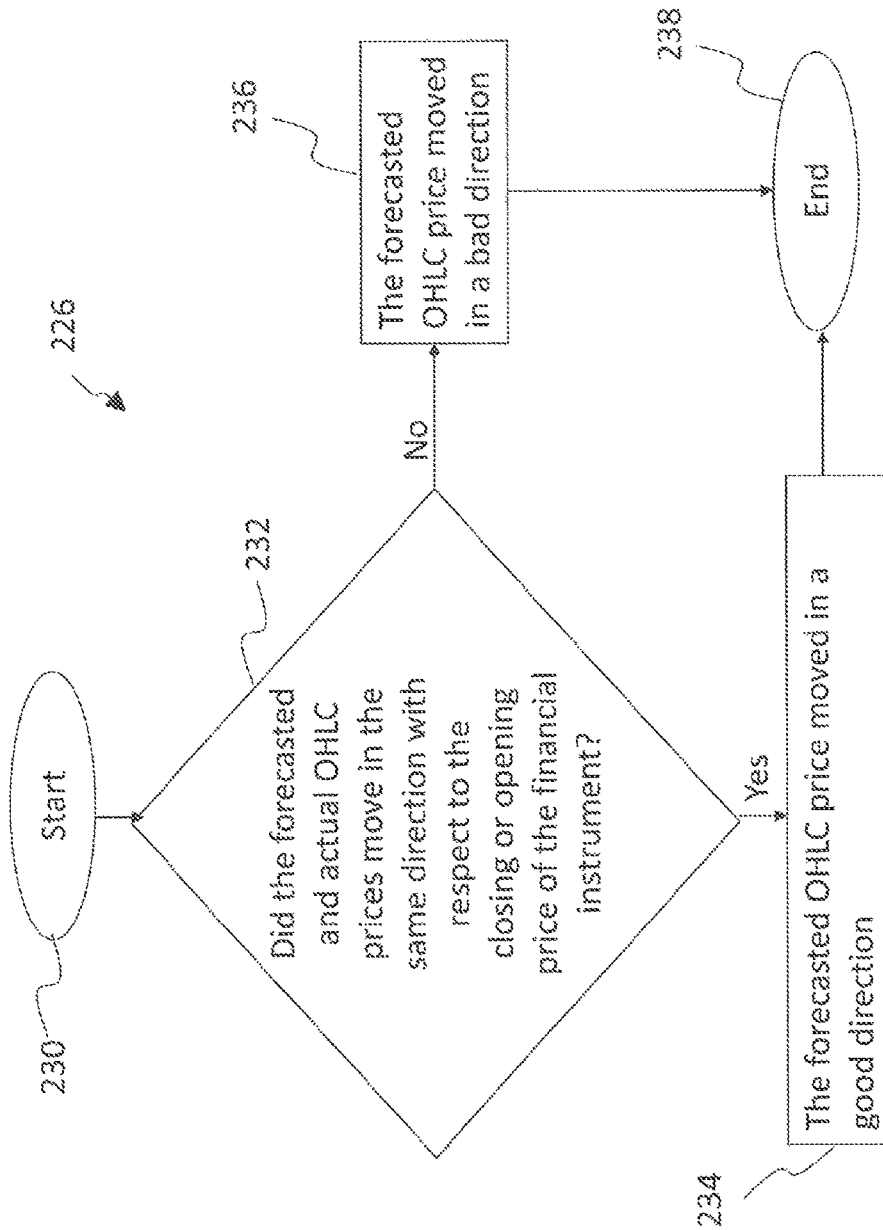 226
230
Start
232
Did the forecasted
and actual OHLC
prices move in the
same direction with
respect to the
closing or opening
price of the financial
instrument?
No
236
The forecasted
OHLC price moved
in a bad direction
Yes
234
The forecasted OHLC price moved in a
good direction
238
End